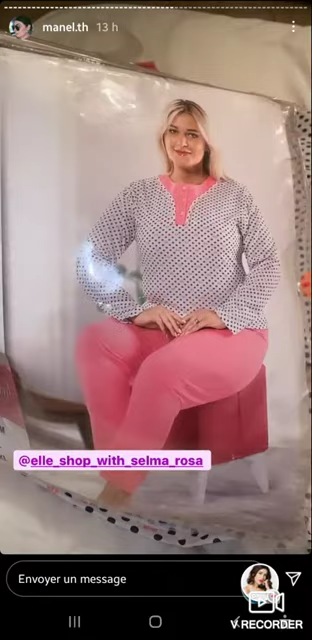 manel.th 13 h
@elle_shop_with_selma_rosa
Envoyer un message
V.RECORDER